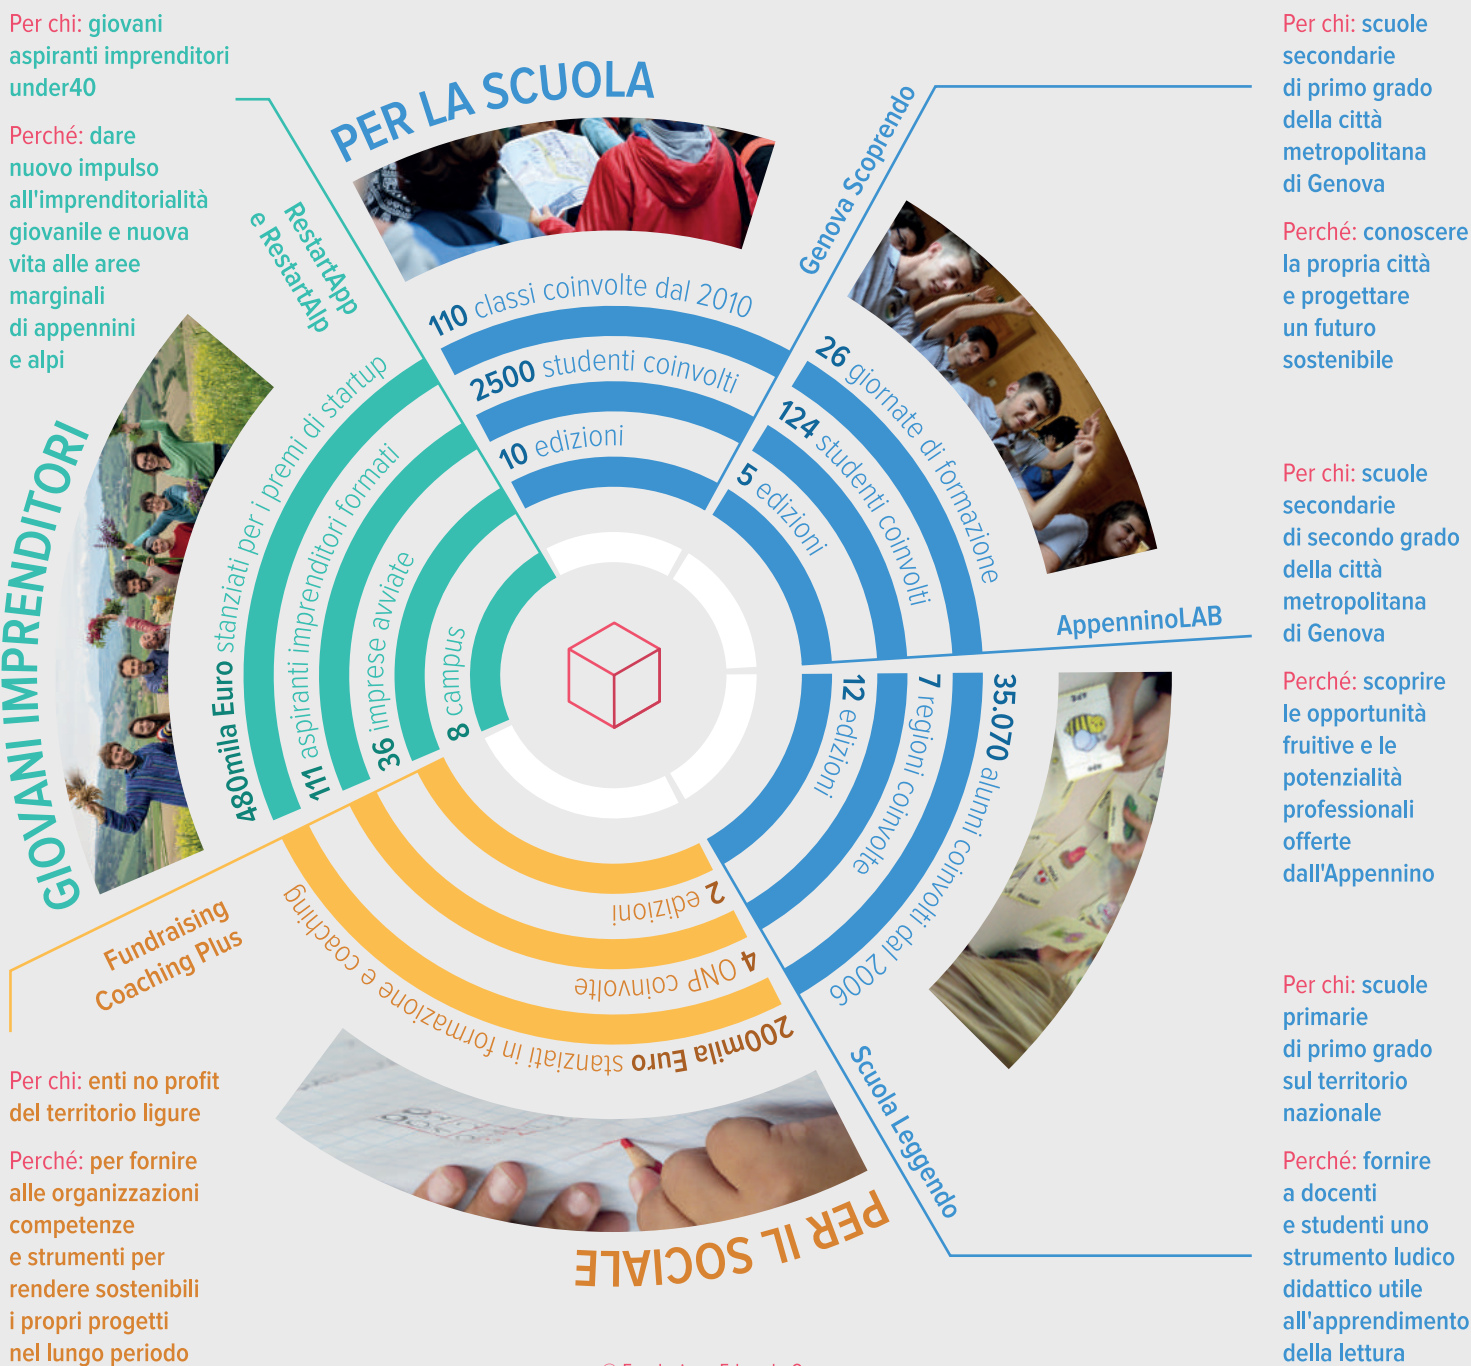 Per chi: giovani
aspiranti imprenditori
under40
Perché: dare
nuovo impulso
all'imprenditorialità
giovanile e nuova
vita alle aree
marginali
di appennini
e alpi
GIOVANI IMPRENDITORI
RestartApp
e RestartAlp
480mila Euro stanziati per i premi di startup
111 aspiranti imprenditori formati
36 imprese avviate
8 campus
PER LA SCUOLA
110 classi coinvolte dal 2010
2500 studenti coinvolti
10 edizioni
Genova Scoprendo
Per chi: scuole
secondarie
di primo grado
della città
metropolitana
di Genova
Perché: conoscere
la propria città
e progettare
un futuro
sostenibile
26 giornate di formazione
124 studenti coinvolti
5 edizioni
AppenninoLAB
Per chi: scuole
secondarie
di secondo grado
della città
metropolitana
di Genova
Perché: scoprire
le opportunità
fruitive e le
potenzialità
professionali
offerte
dall'Appennino
35.070 alunni coinvolti dal 2006
7 regioni coinvolte
12 edizioni
Scuola Leggendo
Per chi: scuole
primarie
di primo grado
sul territorio
nazionale
Perché: fornire
a docenti
e studenti uno
strumento ludico
didattico utile
all'apprendimento
della lettura
Fundraising
Coaching Plus
2 edizioni
4 ONP coinvolte
200mila Euro stanziati in formazione e coaching
PER IL SOCIALE
Per chi: enti no profit
del territorio ligure
Perché: per fornire
alle organizzazioni
competenze
e strumenti per
rendere sostenibili
i propri progetti
nel lungo periodo